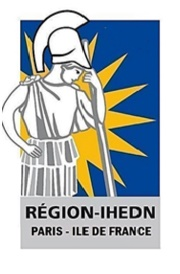 RÉGION-IHEDN
PARIS - ILE DE FRANCE